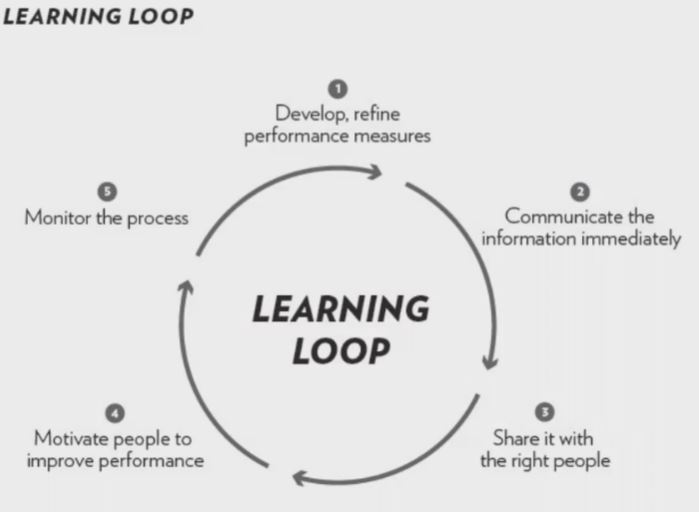 LEARNING LOOP
1
Develop, refine
performance measures
2
Communicate the
information immediately
3
Share it with
the right people
4
Motivate people to
improve performance
5
Monitor the process
LEARNING
LOOP